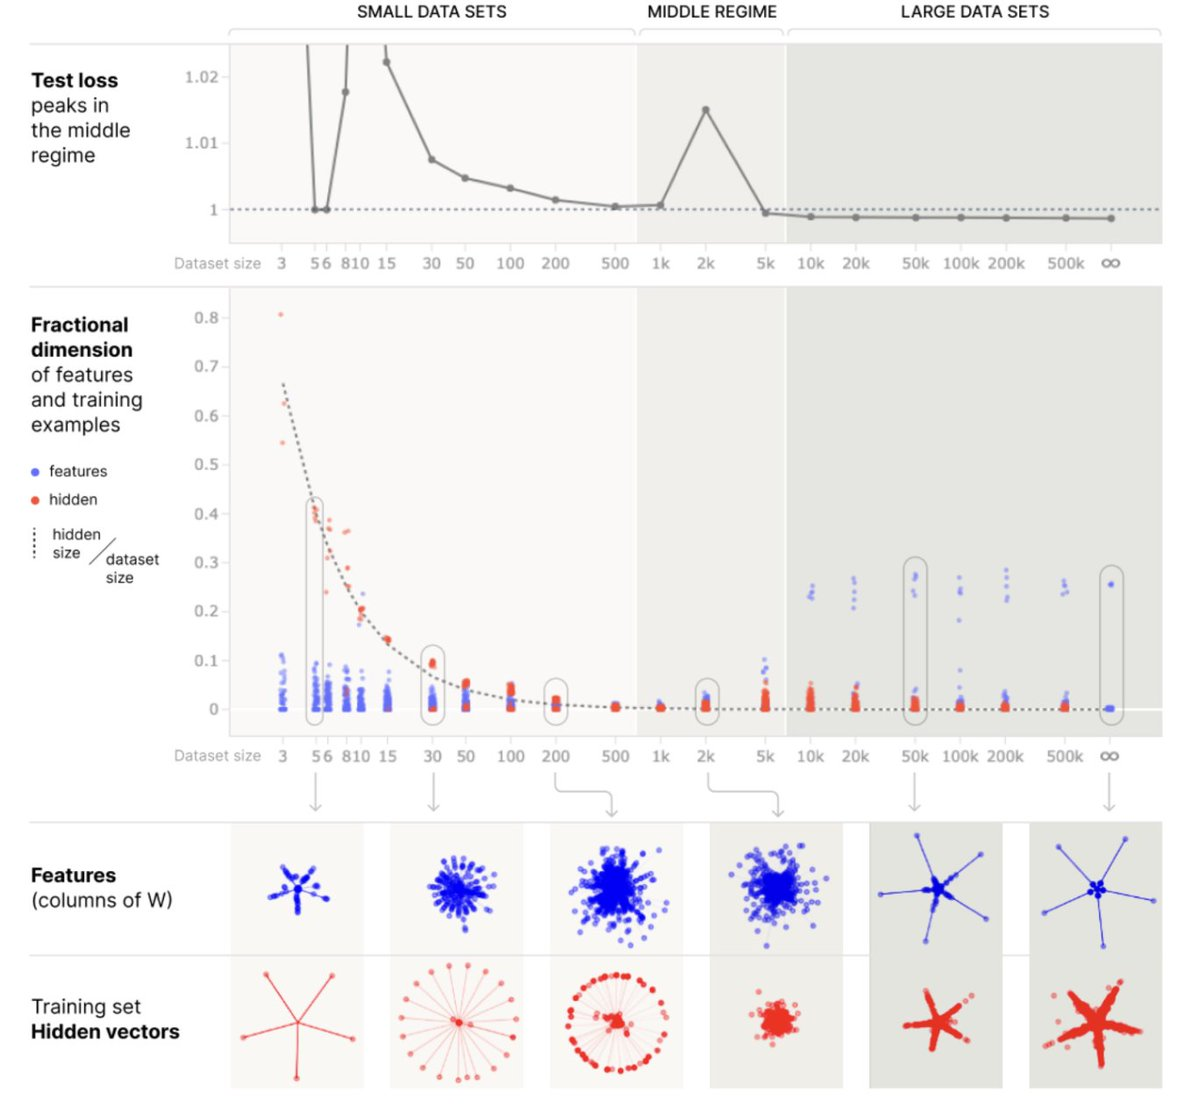 SMALL DATA SETS
MIDDLE REGIME
LARGE DATA SETS
Test loss
peaks in
the middle
regime
1.02
1.01
1
Dataset size 3 5 6 8 10 15 30 50 100 200 500 1k 2k 5k 10k 20k 50k 100k 200k 500k ∞
Fractional
dimension
of features
and training
examples
features
hidden
hidden
size
dataset
size
0.8
0.7
0.6
0.5
0.4
0.3
0.2
0.1
0
Dataset size 3 5 6 8 10 15 30 50 100 200 500 1k 2k 5k 10k 20k 50k 100k 200k 500k ∞
Features
(columns of W)
Training set
Hidden vectors